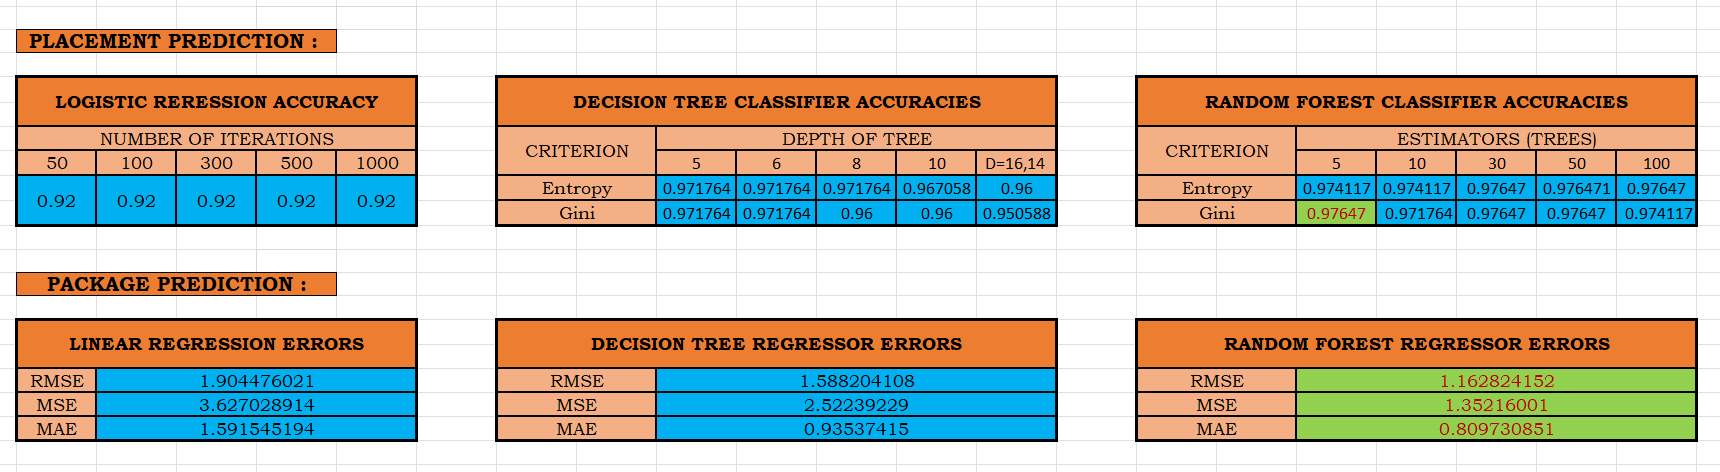 PLACEMENT PREDICTION :
LOGISTIC RERESSION ACCURACY
NUMBER OF ITERATIONS
50 100 300 500 1000
0.92 0.92 0.92 0.92 0.92
DECISION TREE CLASSIFIER ACCURACIES
CRITERION DEPTH OF TREE
5 6 8 10 D=16,14
Entropy 0.971764 0.971764 0.971764 0.967058 0.96
Gini 0.971764 0.971764 0.96 0.96 0.950588
RANDOM FOREST CLASSIFIER ACCURACIES
CRITERION ESTIMATORS (TREES)
5 10 30 50 100
Entropy 0.974117 0.974117 0.97647 0.976471 0.97647
Gini 0.97647 0.971764 0.97647 0.97647 0.974117
PACKAGE PREDICTION :
LINEAR REGRESSION ERRORS
RMSE 1.904476021
MSE 3.627028914
MAE 1.591545194
DECISION TREE REGRESSOR ERRORS
RMSE 1.588204108
MSE 2.52239229
MAE 0.93537415
RANDOM FOREST REGRESSOR ERRORS
RMSE 1.162824152
MSE 1.35216001
MAE 0.809730851